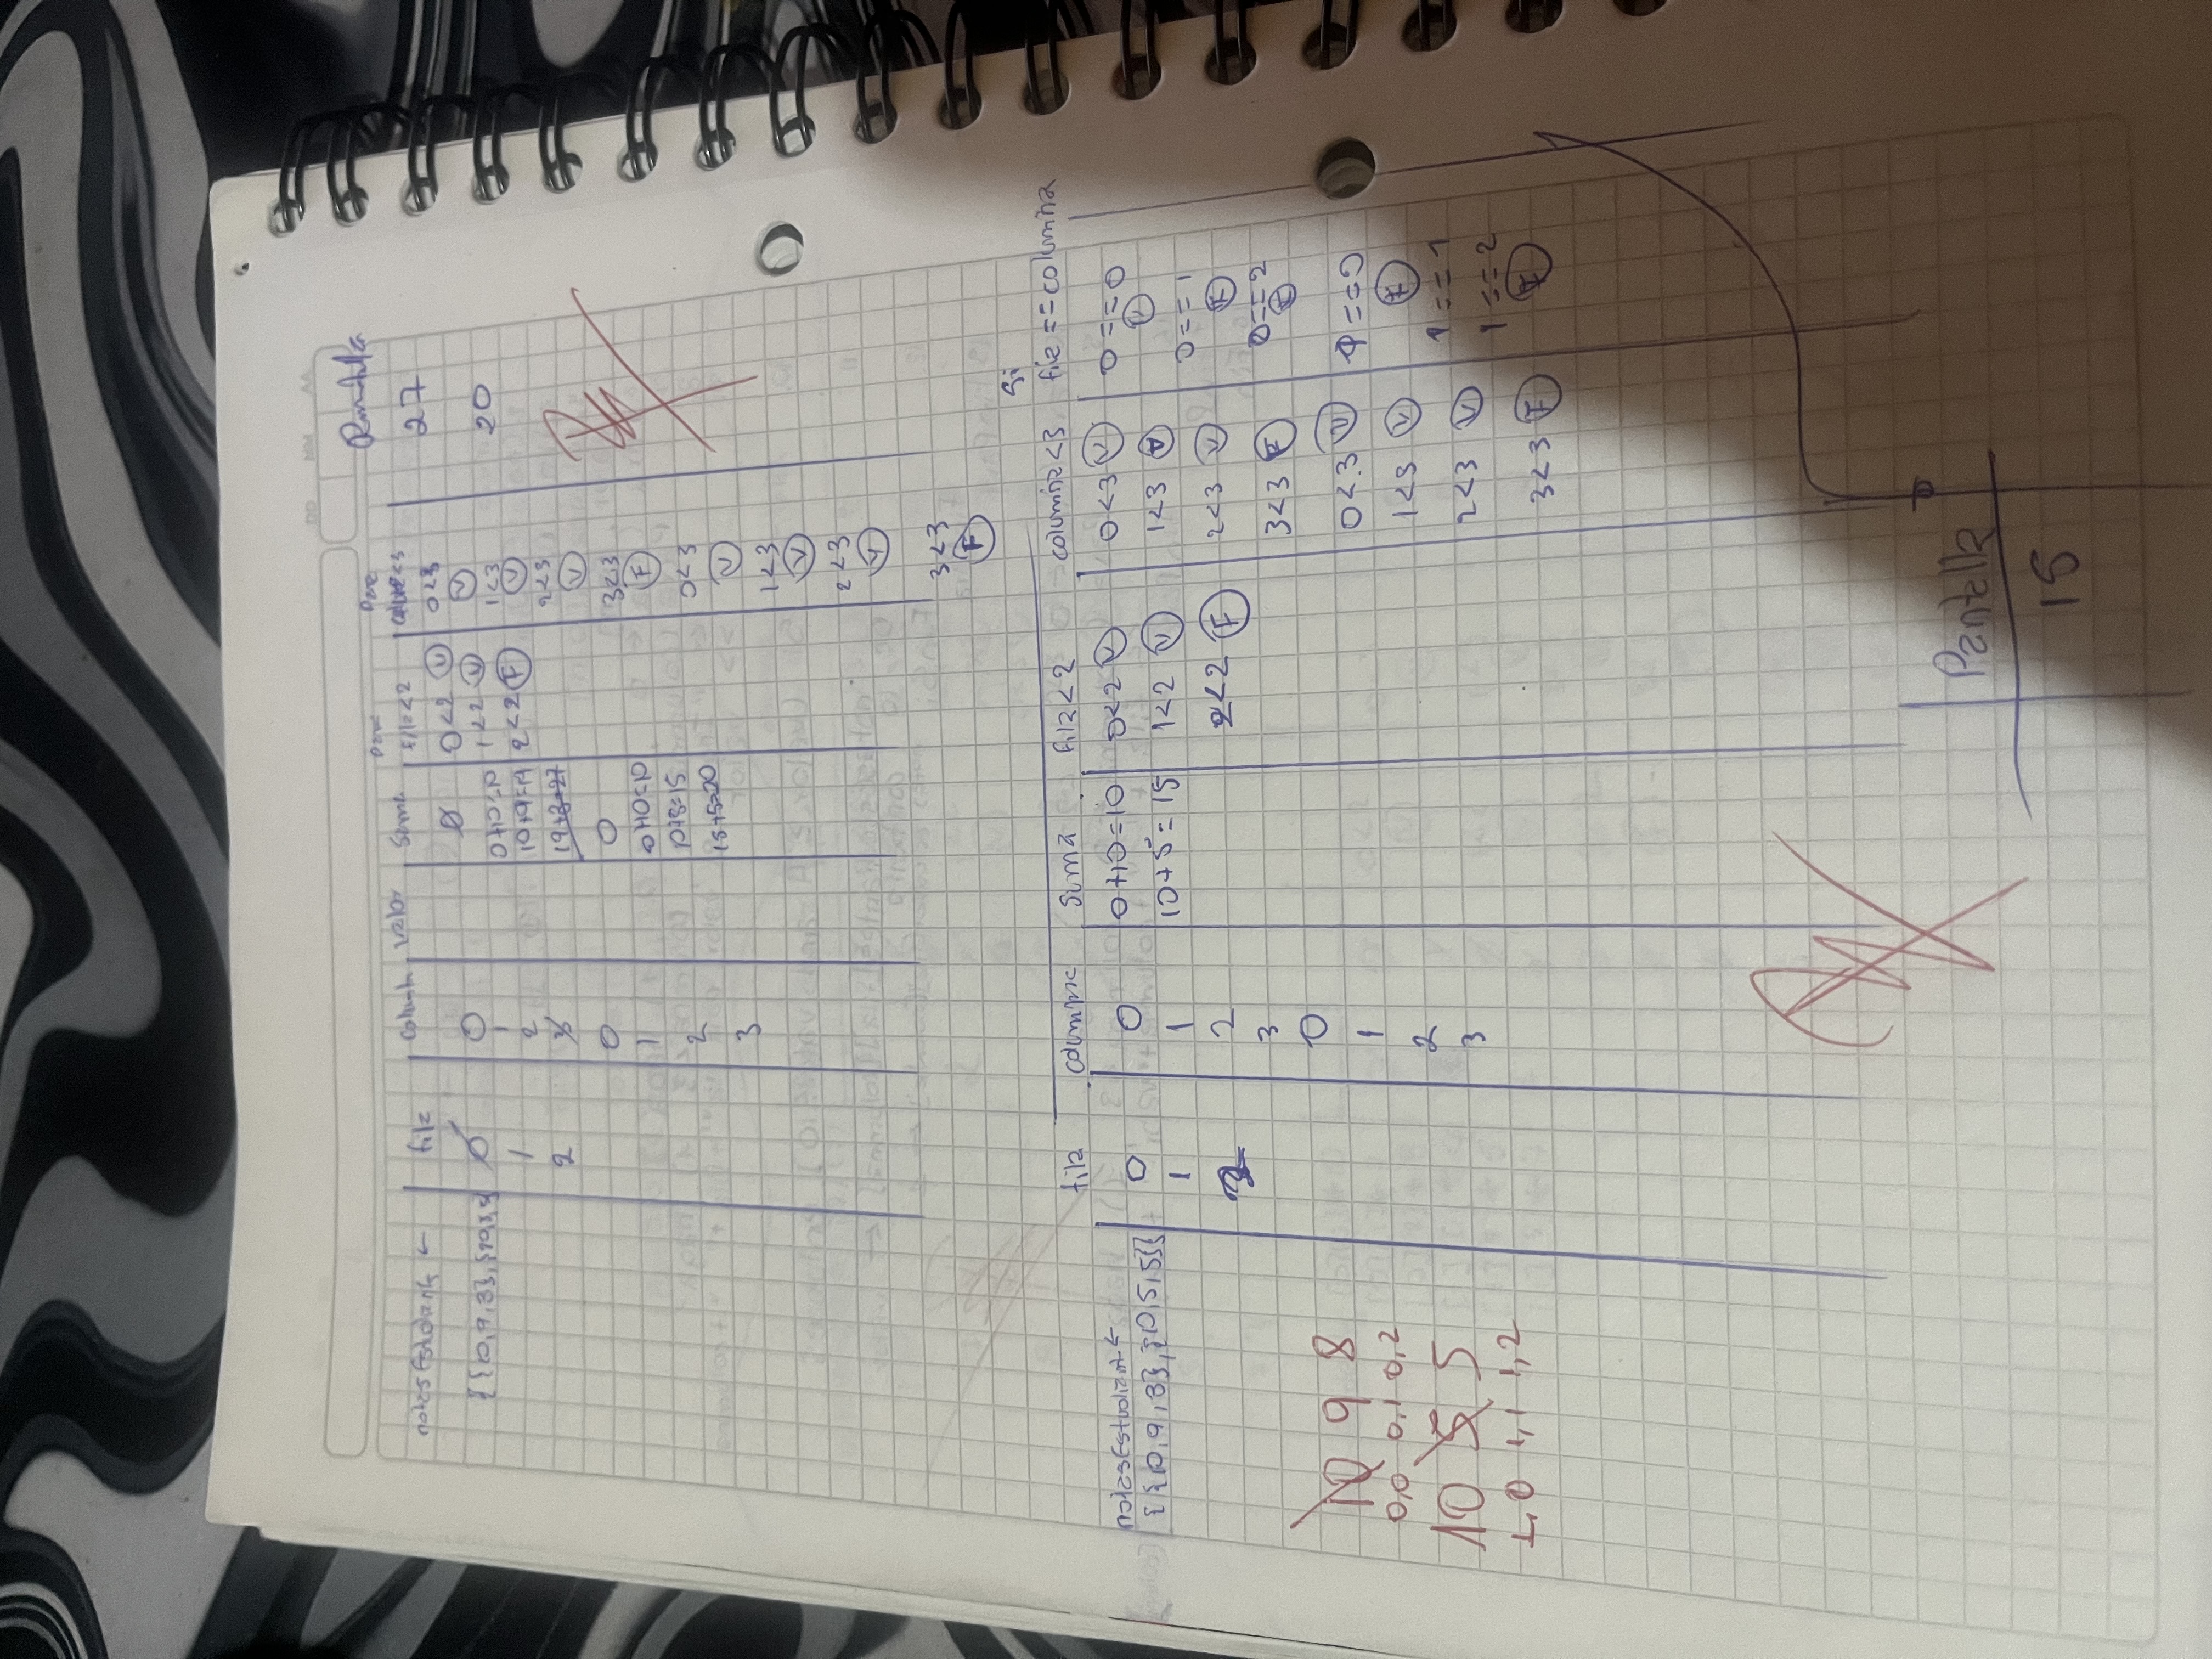 DD MM AA
Pantalla
notasEstudiante ← fila columna valor suma para fila<2 para columna<3
{{10,9,8},{10,5,5}} 0 0 0 0<2 V 0<3 V 27
1 1 0+10=10 1<2 V 1<3 V 20
2 2 10+9=19 2<2 F 2<3 V
3 19+8=27 3<3 F
0 0 0<3 V
1 0+10=10 1<3 V
2 10+5=15 2<3 V
3 15+5=20 3<3 F
Si
fila columna suma fila<2 columna<3 fila==columna
notasEstudiante ←
{{10,9,8},{10,5,5}} 0 0 0+10=10 0<2 V 0<3 V 0==0 V
1 1 10+5=15 1<2 V 1<3 V 0==1 F
2 2 2<2 F 2<3 V 0==2 F
3 3<3 F
0 0<3 V 1==0 F
1 1<3 V 1==1
2 2<3 V 1==2 F
3 3<3 F
10 9 8
0,0 0,1 0,2
10 5 5
1,0 1,1 1,2
Pantalla
15